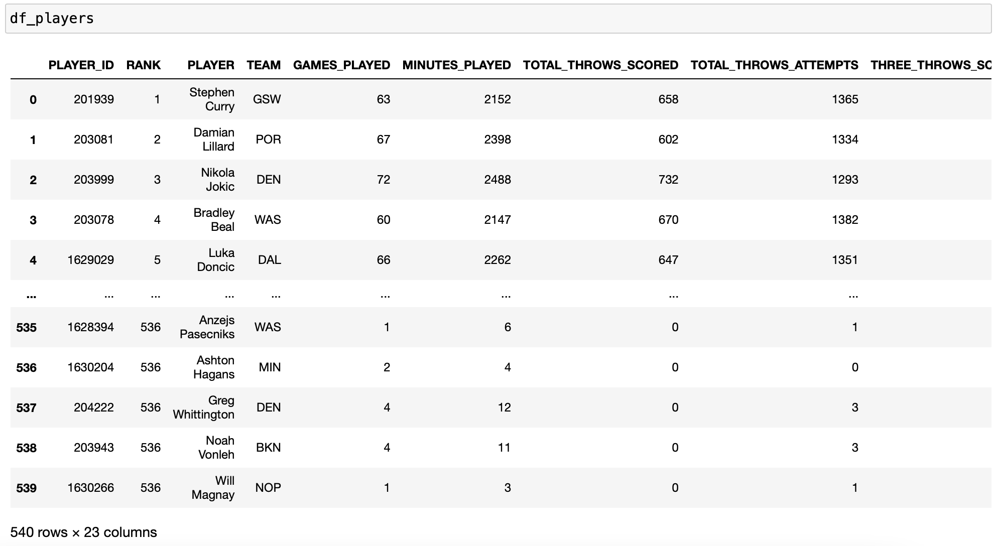 df_players
PLAYER_ID RANK PLAYER TEAM GAMES_PLAYED MINUTES_PLAYED TOTAL_THROWS_SCORED TOTAL_THROWS_ATTEMPTS THREE_THROWS_SC
0 201939 1 Stephen Curry GSW 63 2152 658 1365
1 203081 2 Damian Lillard POR 67 2398 602 1334
2 203999 3 Nikola Jokic DEN 72 2488 732 1293
3 203078 4 Bradley Beal WAS 60 2147 670 1382
4 1629029 5 Luka Doncic DAL 66 2262 647 1351
... ... ... ... ... ... ... ... ...
535 1628394 536 Anzejs Pasecniks WAS 1 6 0 1
536 1630204 536 Ashton Hagans MIN 2 4 0 0
537 204222 536 Greg Whittington DEN 4 12 0 3
538 203943 536 Noah Vonleh BKN 4 11 0 3
539 1630266 536 Will Magnay NOP 1 3 0 1
540 rows × 23 columns